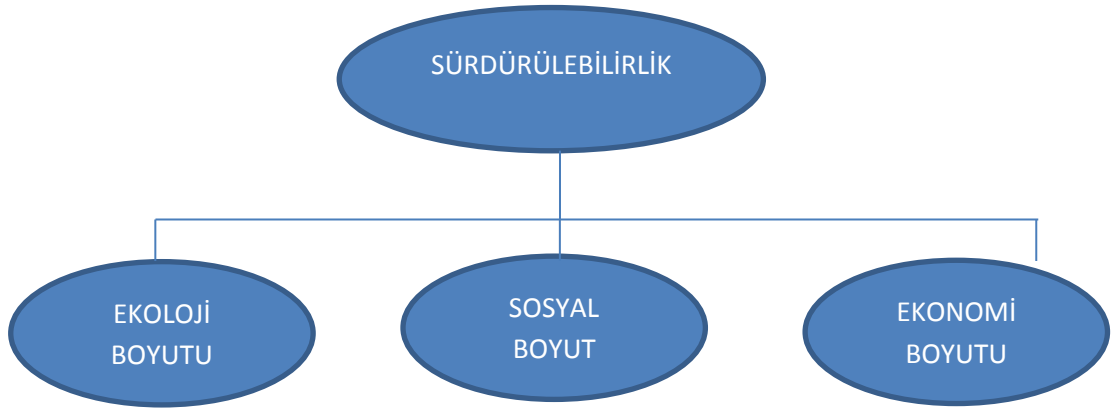 SÜRDÜRÜLEBİLİRLİK
EKOLOJİ
BOYUTU
SOSYAL
BOYUT
EKONOMİ
BOYUTU